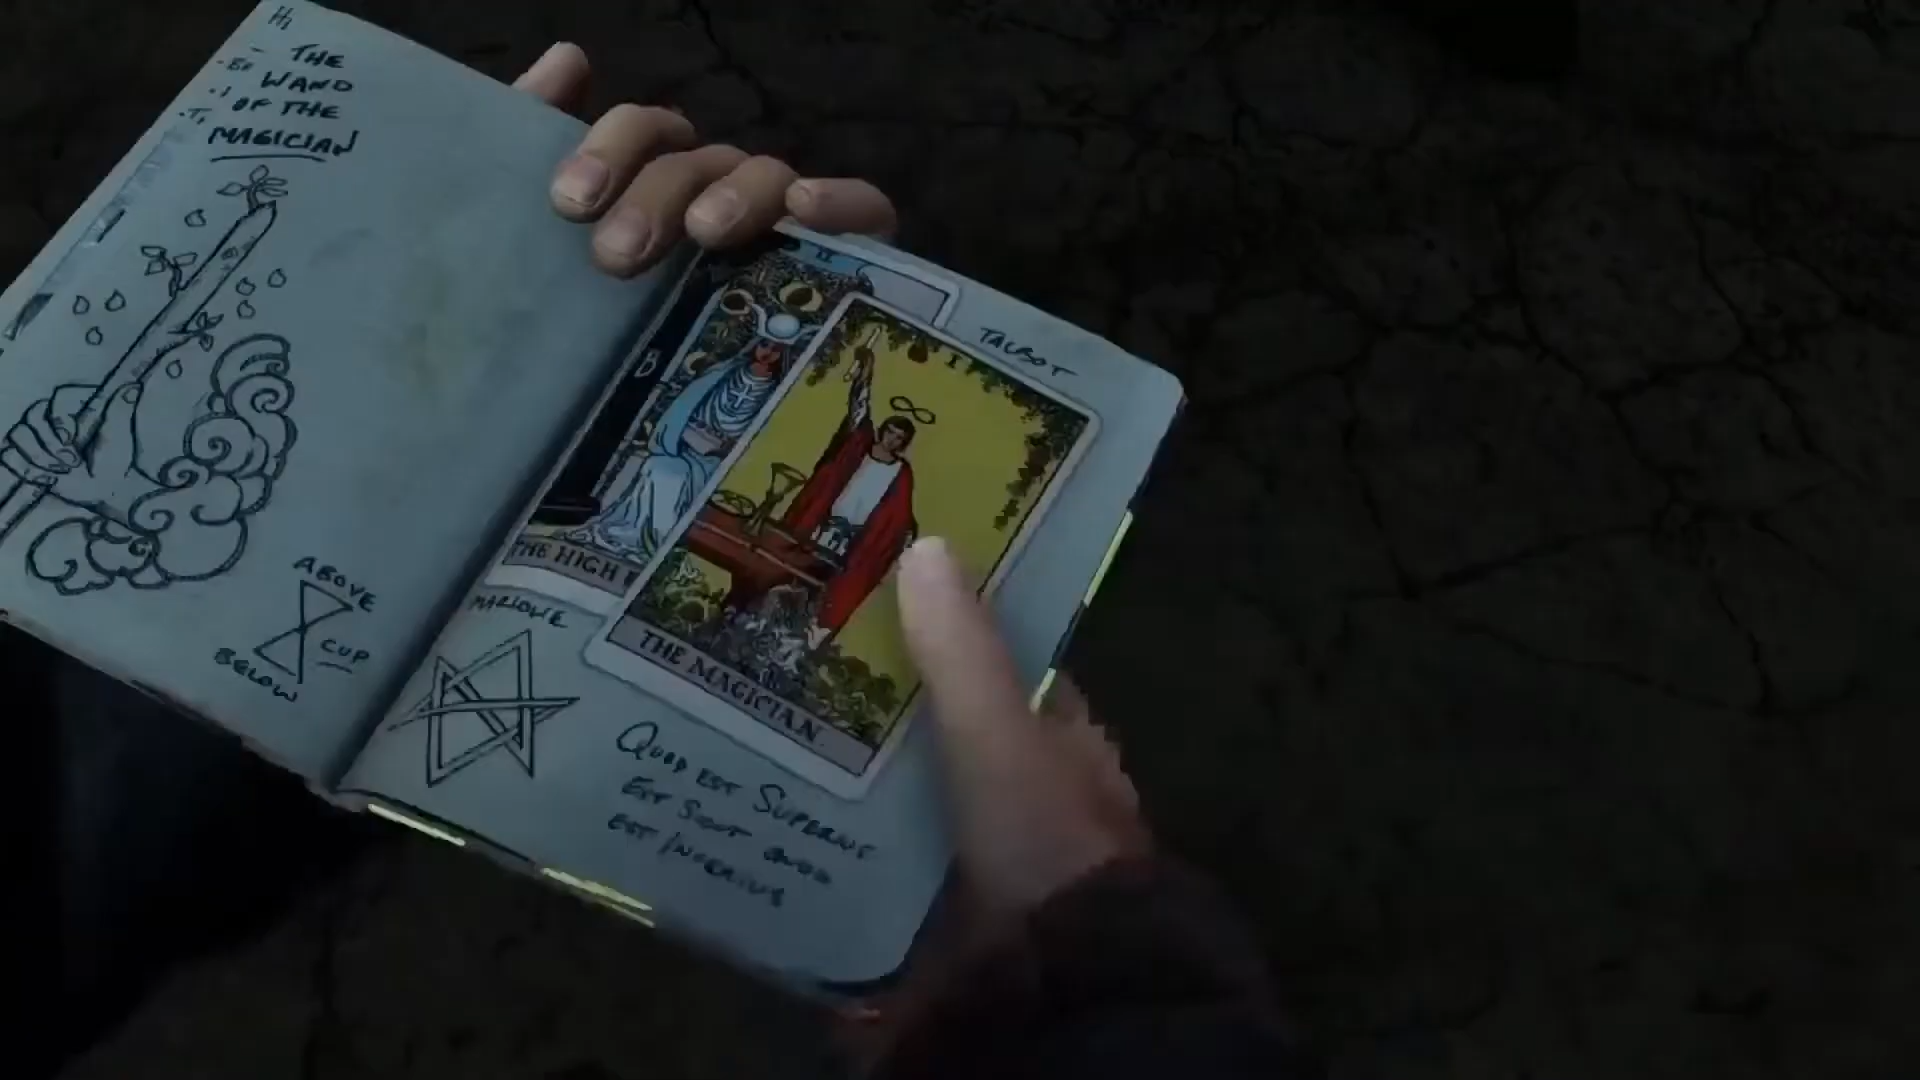 THE
WAND
OF THE
MAGICIAN
ABOVE
CUP
BELOW
II
B
THE HIGH
MARLOWE
TALBOT
I
THE MAGICIAN.
QUOD EST SUPERIUS
EST SICUT QUOD
EST INFERIUS